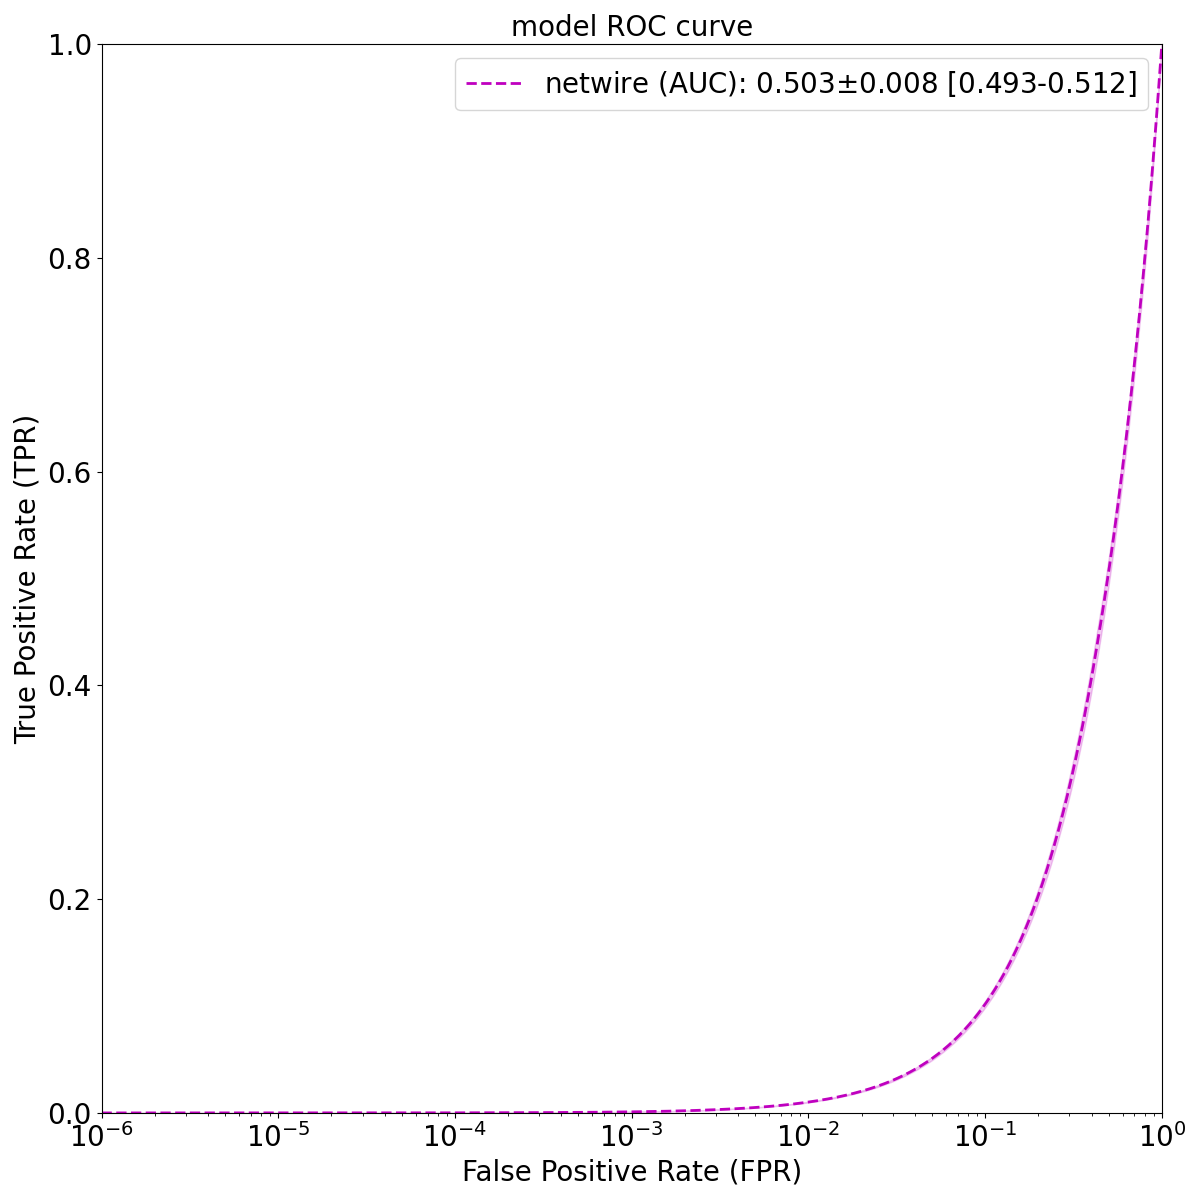 model ROC curve
netwire (AUC): 0.503±0.008 [0.493-0.512]
1.0
0.8
0.6
0.4
0.2
0.0
True Positive Rate (TPR)
10⁻⁶ 10⁻⁵ 10⁻⁴ 10⁻³ 10⁻² 10⁻¹ 10⁰
False Positive Rate (FPR)